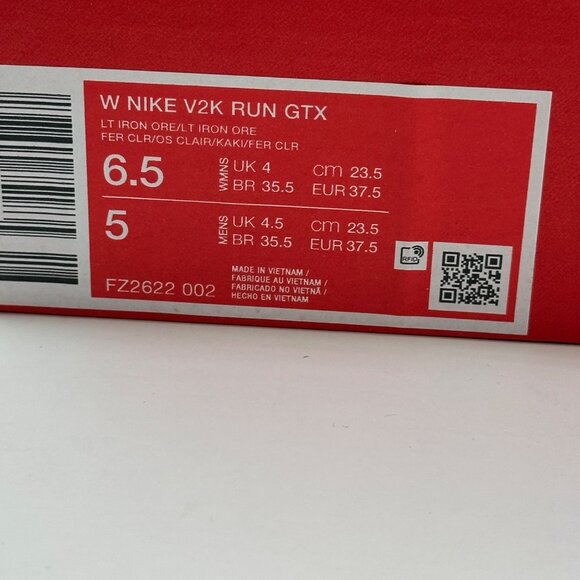 W NIKE V2K RUN GTX
LT IRON ORE/LT IRON ORE
FER CLR/OS CLAIR/KAKI/FER CLR
6.5 WMNS UK 4 cm 23.5
BR 35.5 EUR 37.5
5 MENS UK 4.5 cm 23.5
BR 35.5 EUR 37.5
RFID
MADE IN VIETNAM /
FABRIQUE AU VIETNAM /
FABRICADO NO VIETNÃ /
HECHO EN VIETNAM
FZ2622 002